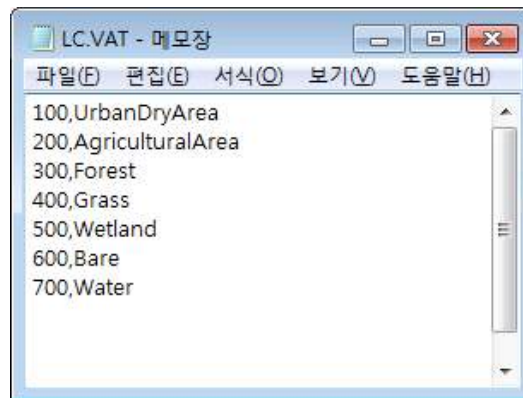 LC.VAT - 메모장
파일(F) 편집(E) 서식(O) 보기(V) 도움말(H)
100,UrbanDryArea
200,AgriculturalArea
300,Forest
400,Grass
500,Wetland
600,Bare
700,Water